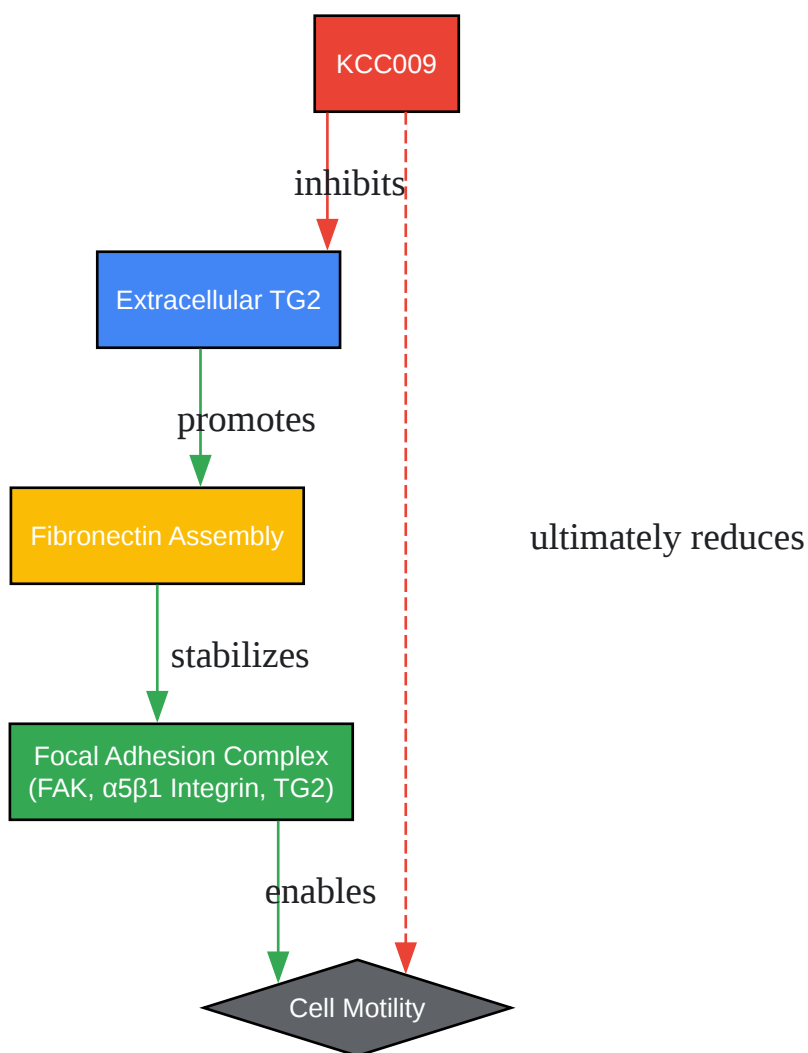 KCC009
inhibits
Extracellular TG2
promotes
Fibronectin Assembly
ultimately reduces
stabilizes
Focal Adhesion Complex
(FAK, α5β1 Integrin, TG2)
enables
Cell Motility